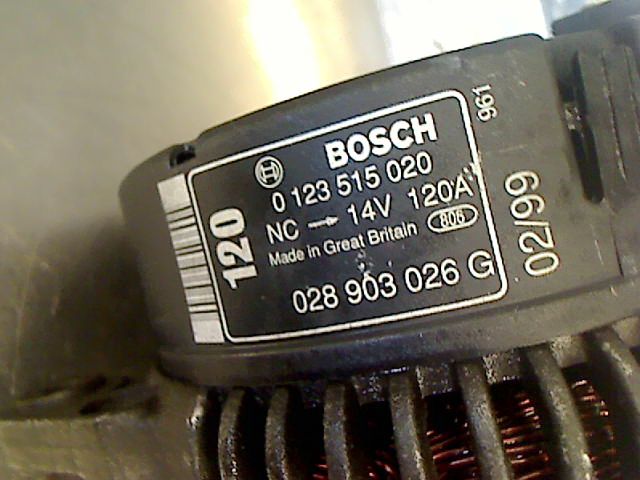 BOSCH
0 123 515 020
NC 14V 120A
Made in Great Britain 806
028 903 026 G
120
961
02/99